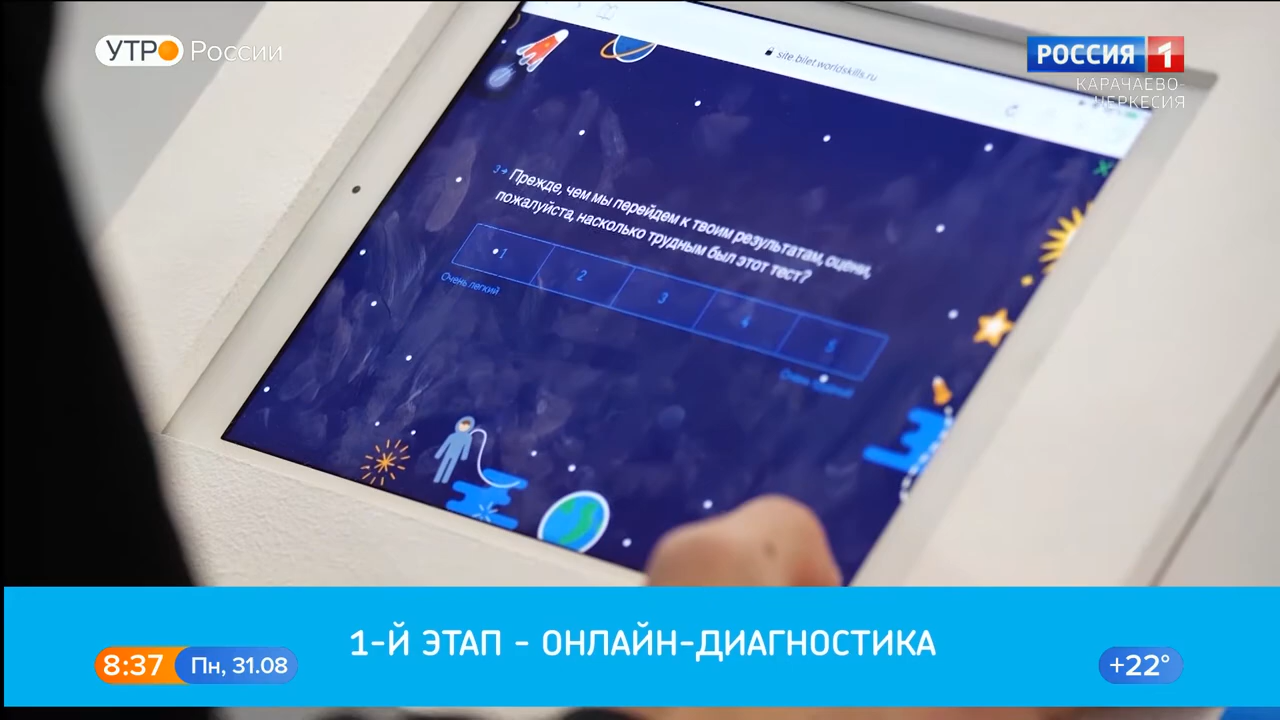 УТРО России
РОССИЯ 1
КАРАЧАЕВО-
ЧЕРКЕСИЯ
site.bilet.worldskills.ru
3→ Прежде, чем мы перейдем к твоим результатам, оцени,
пожалуйста, насколько трудным был этот тест?
1 2 3 4 5
Очень легкий
Очень
1-Й ЭТАП - ОНЛАЙН-ДИАГНОСТИКА
8:37 Пн, 31.08 +22°